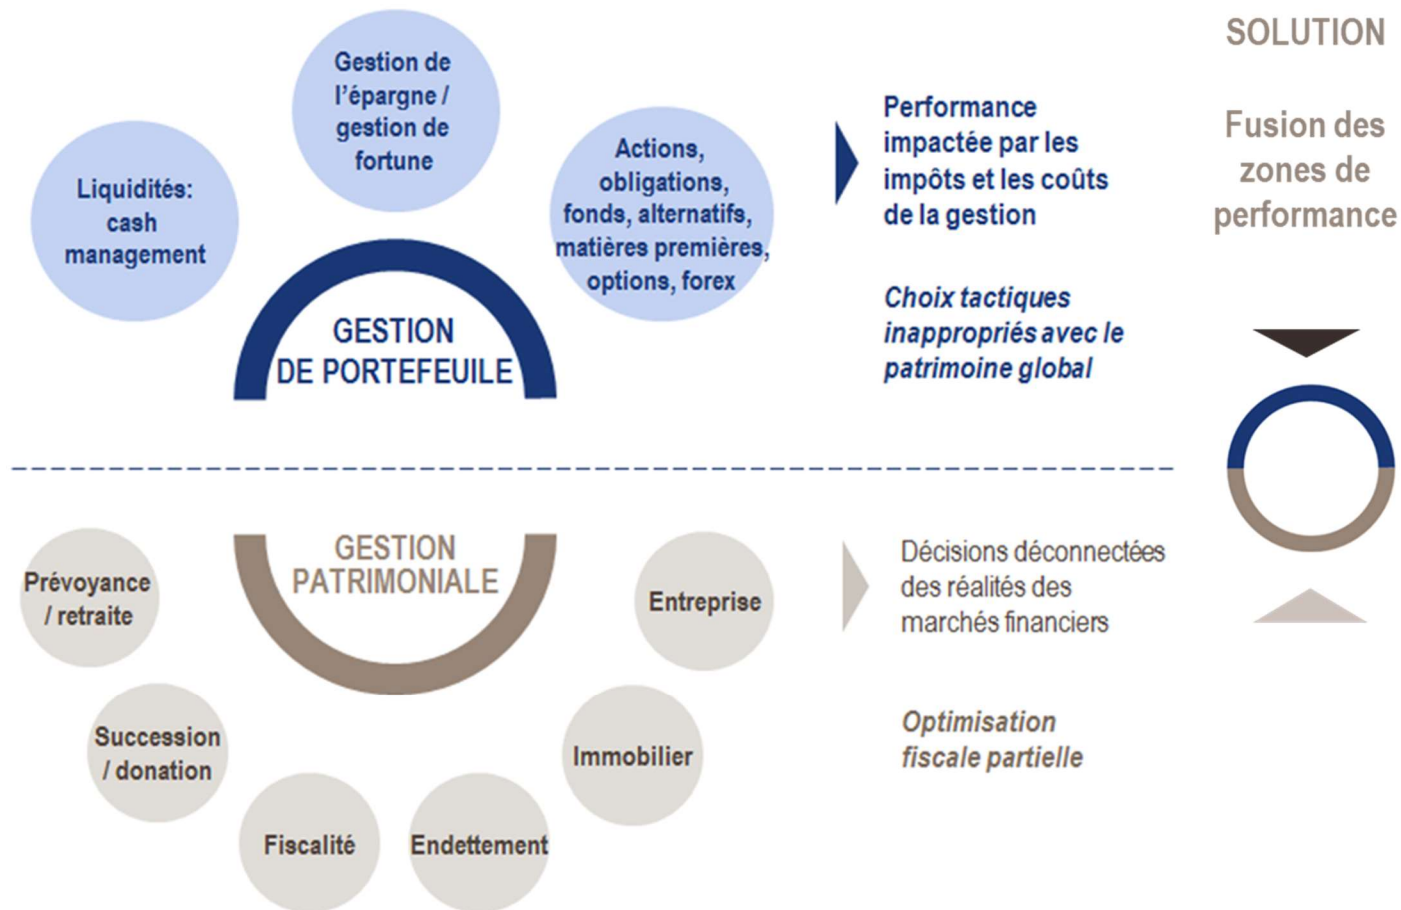 Gestion de
l’épargne /
gestion de
fortune
Liquidités:
cash
management
Actions,
obligations,
fonds, alternatifs,
matières premières,
options, forex
GESTION
DE PORTEFEUILE
Performance
impactée par les
impôts et les coûts
de la gestion
Choix tactiques
inappropriés avec le
patrimoine global
SOLUTION
Fusion des
zones de
performance
GESTION
PATRIMONIALE
Prévoyance
/ retraite
Succession
/ donation
Fiscalité
Endettement
Immobilier
Entreprise
Décisions déconnectées
des réalités des
marchés financiers
Optimisation
fiscale partielle